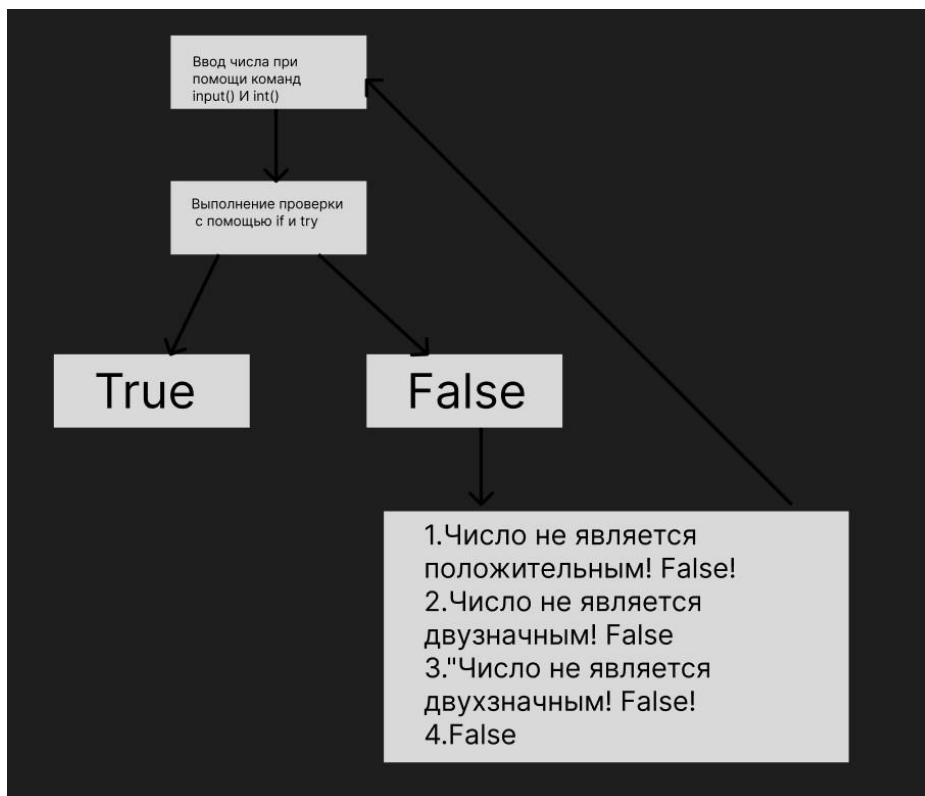 Ввод числа при
помощи команд
input() И int()
Выполнение проверки
с помощью if и try
True
False
1.Число не является
положительным! False!
2.Число не является
двузначным! False
3."Число не является
двухзначным! False!
4.False